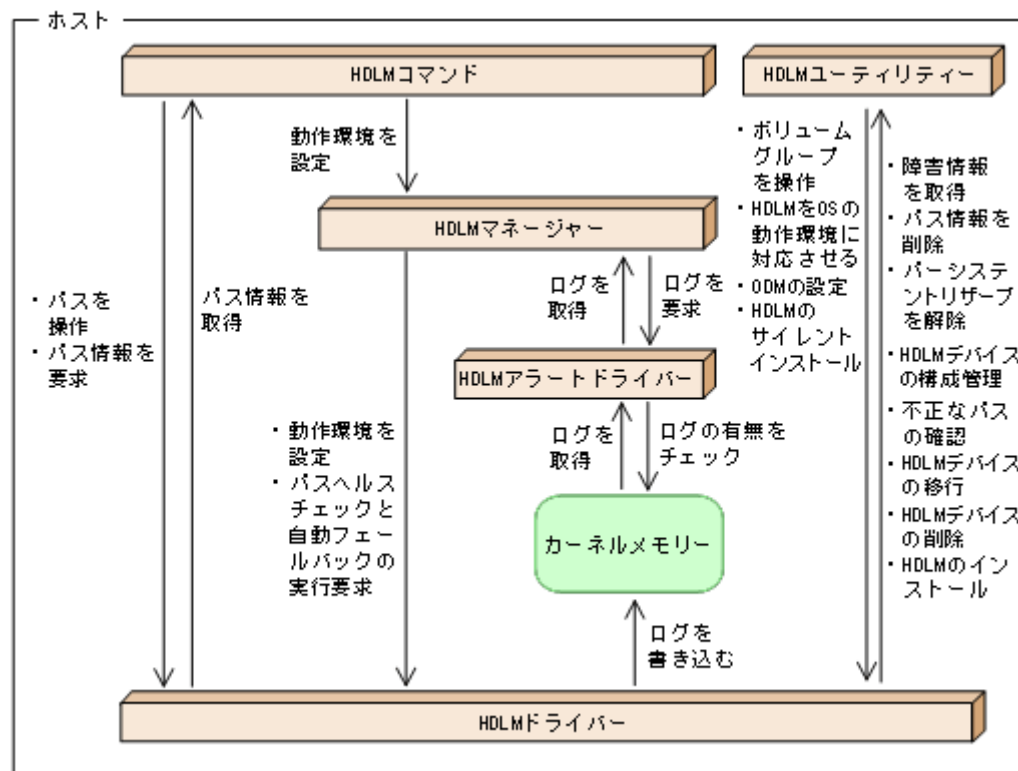 ホスト
HDLMコマンド
HDLMユーティリティー
動作環境を
設定
HDLMマネージャー
・パスを
操作
・パス情報を
要求
パス情報を
取得
ログを
取得
ログを
要求
HDLMアラートドライバー
・動作環境を
設定
・パスヘルス
チェックと
自動フェー
ルバックの
実行要求
ログを
取得
ログの有無を
チェック
カーネルメモリー
ログを
書き込む
・ボリューム
グループ
を操作
・HDLMをOSの
動作環境に
対応させる
・ODMの設定
・HDLMの
サイレント
インストール
・障害情報
を取得
・パス情報を
削除
・パーシステ
ントリザーブ
を解除
・HDLMデバイス
の構成管理
・不正なパス
の確認
・HDLMデバイス
の移行
・HDLMデバイス
の削除
・HDLMのイン
ストール
HDLMドライバー